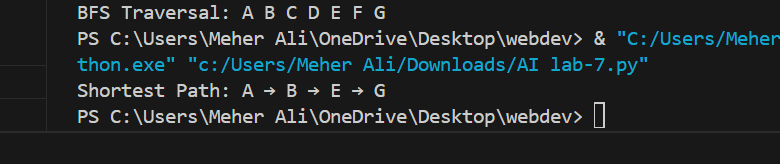 BFS Traversal: A B C D E F G
PS C:\Users\Meher Ali\OneDrive\Desktop\webdev> & "C:/Users/Meher
thon.exe" "c:/Users/Meher Ali/Downloads/AI lab-7.py"
Shortest Path: A → B → E → G
PS C:\Users\Meher Ali\OneDrive\Desktop\webdev>